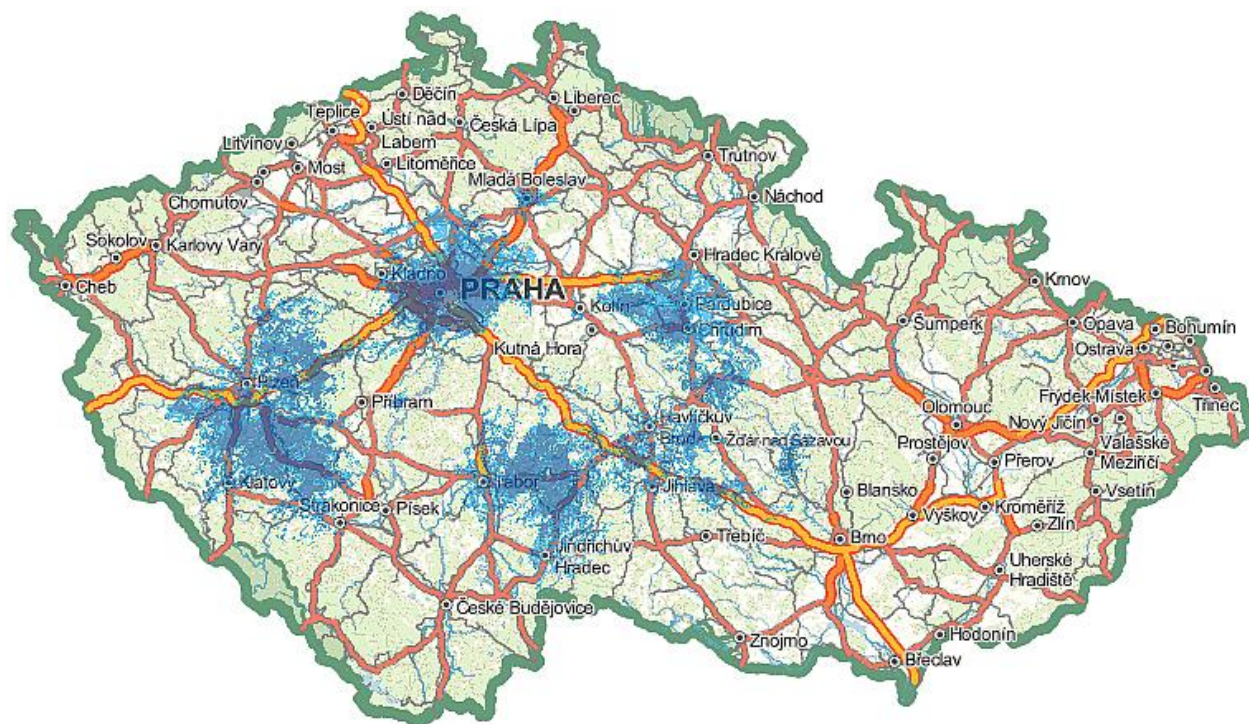 Děčín
Liberec
Teplice
Ústí nad
Labem
Česká Lípa
Litvínov
Most
Litoměřice
Trutnov
Mladá Boleslav
Chomutov
Náchod
Sokolov
Karlovy Vary
Hradec Králové
Kladno
Cheb
PRAHA
Krnov
Kolín
Pardubice
Chrudim
Šumperk
Opava
Bohumín
Kutná Hora
Ostrava
Plzeň
Příbram
Frýdek-Místek
Třinec
Havlíčkův
Brod
Olomouc
Nový Jičín
Žďár nad Sázavou
Prostějov
Valašské
Meziříčí
Přerov
Klatovy
Tábor
Jihlava
Blansko
Vsetín
Strakonice
Písek
Vyškov
Kroměříž
Zlín
Třebíč
Brno
Jindřichův
Hradec
Uherské
Hradiště
České Budějovice
Znojmo
Hodonín
Břeclav